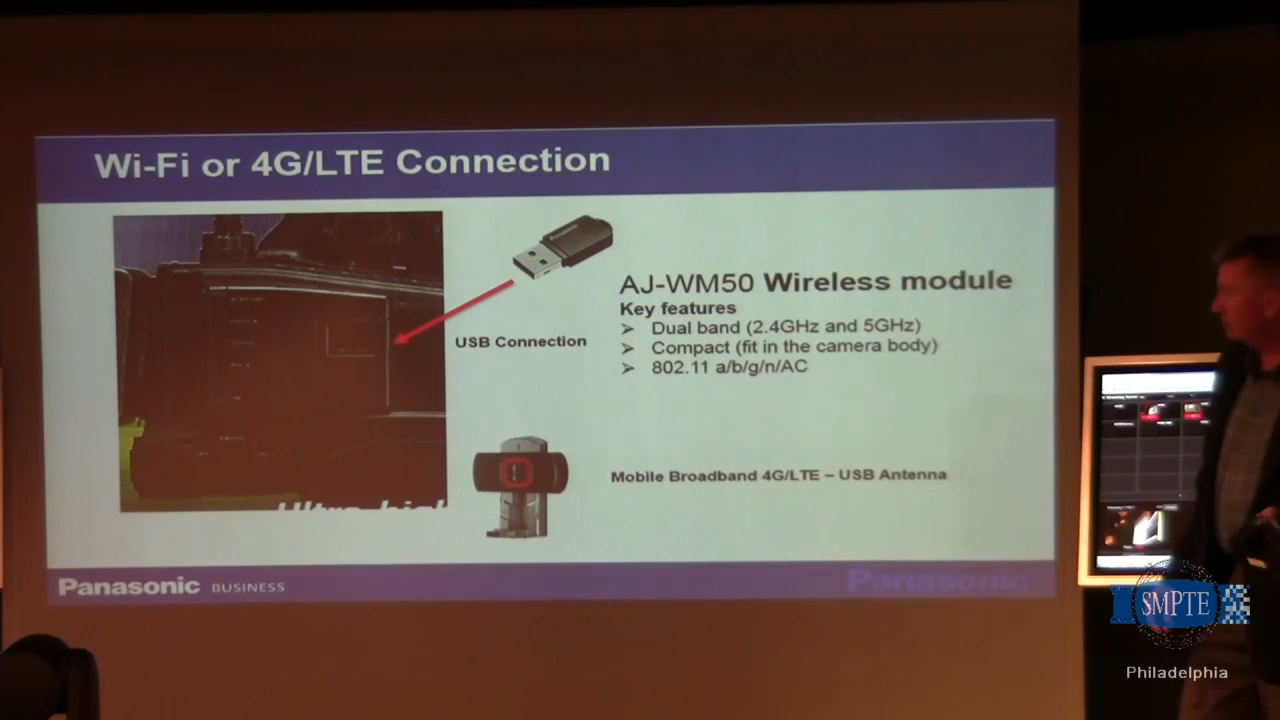 Wi-Fi or 4G/LTE Connection
Panasonic
AJ-WM50 Wireless module
Key features
➤ Dual band (2.4GHz and 5GHz)
USB Connection
➤ Compact (fit in the camera body)
➤ 802.11 a/b/g/n/AC
Mobile Broadband 4G/LTE – USB Antenna
Panasonic BUSINESS
Panasonic
SMPTE
Philadelphia